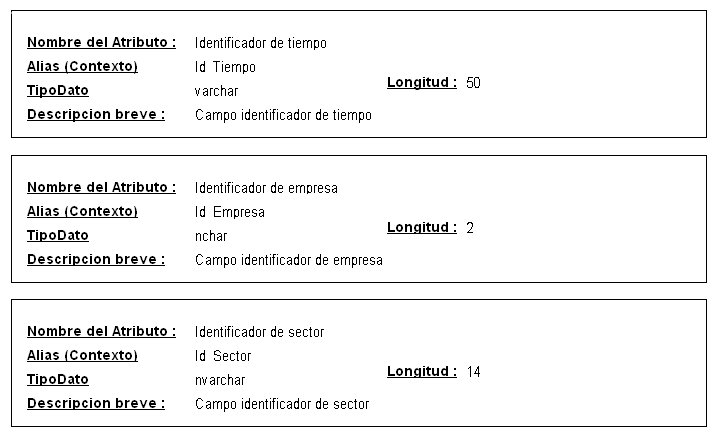 Nombre del Atributo : Identificador de tiempo
Alias (Contexto) Id Tiempo
TipoDato varchar Longitud : 50
Descripcion breve : Campo identificador de tiempo
Nombre del Atributo : Identificador de empresa
Alias (Contexto) Id Empresa
TipoDato nchar Longitud : 2
Descripcion breve : Campo identificador de empresa
Nombre del Atributo : Identificador de sector
Alias (Contexto) Id Sector
TipoDato nvarchar Longitud : 14
Descripcion breve : Campo identificador de sector